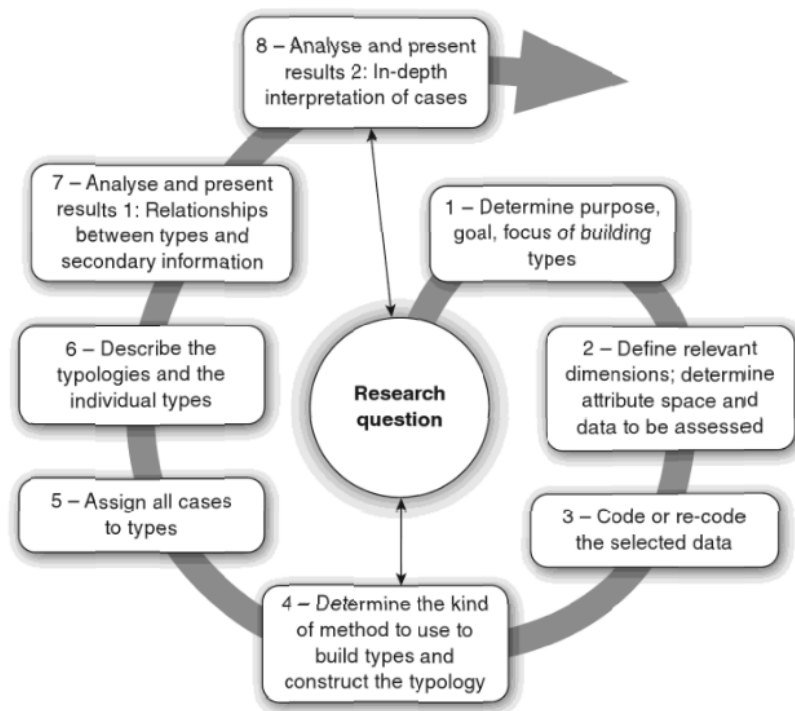 8 – Analyse and present
results 2: In-depth
interpretation of cases
7 – Analyse and present
results 1: Relationships
between types and
secondary information
1 – Determine purpose,
goal, focus of building
types
6 – Describe the
typologies and the
individual types
Research
question
2 – Define relevant
dimensions; determine
attribute space and
data to be assessed
5 – Assign all cases
to types
3 – Code or re-code
the selected data
4 – Determine the kind
of method to use to
build types and
construct the typology